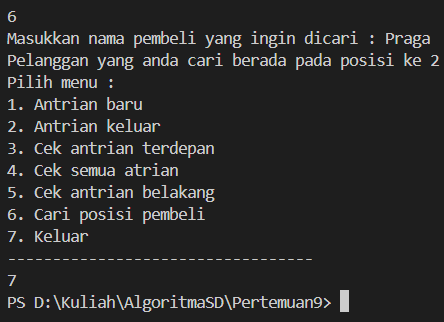 6
Masukkan nama pembeli yang ingin dicari : Praga
Pelanggan yang anda cari berada pada posisi ke 2
Pilih menu :
1. Antrian baru
2. Antrian keluar
3. Cek antrian terdepan
4. Cek semua atrian
5. Cek antrian belakang
6. Cari posisi pembeli
7. Keluar
----------------------------------
7
PS D:\Kuliah\AlgoritmaSD\Pertemuan9>